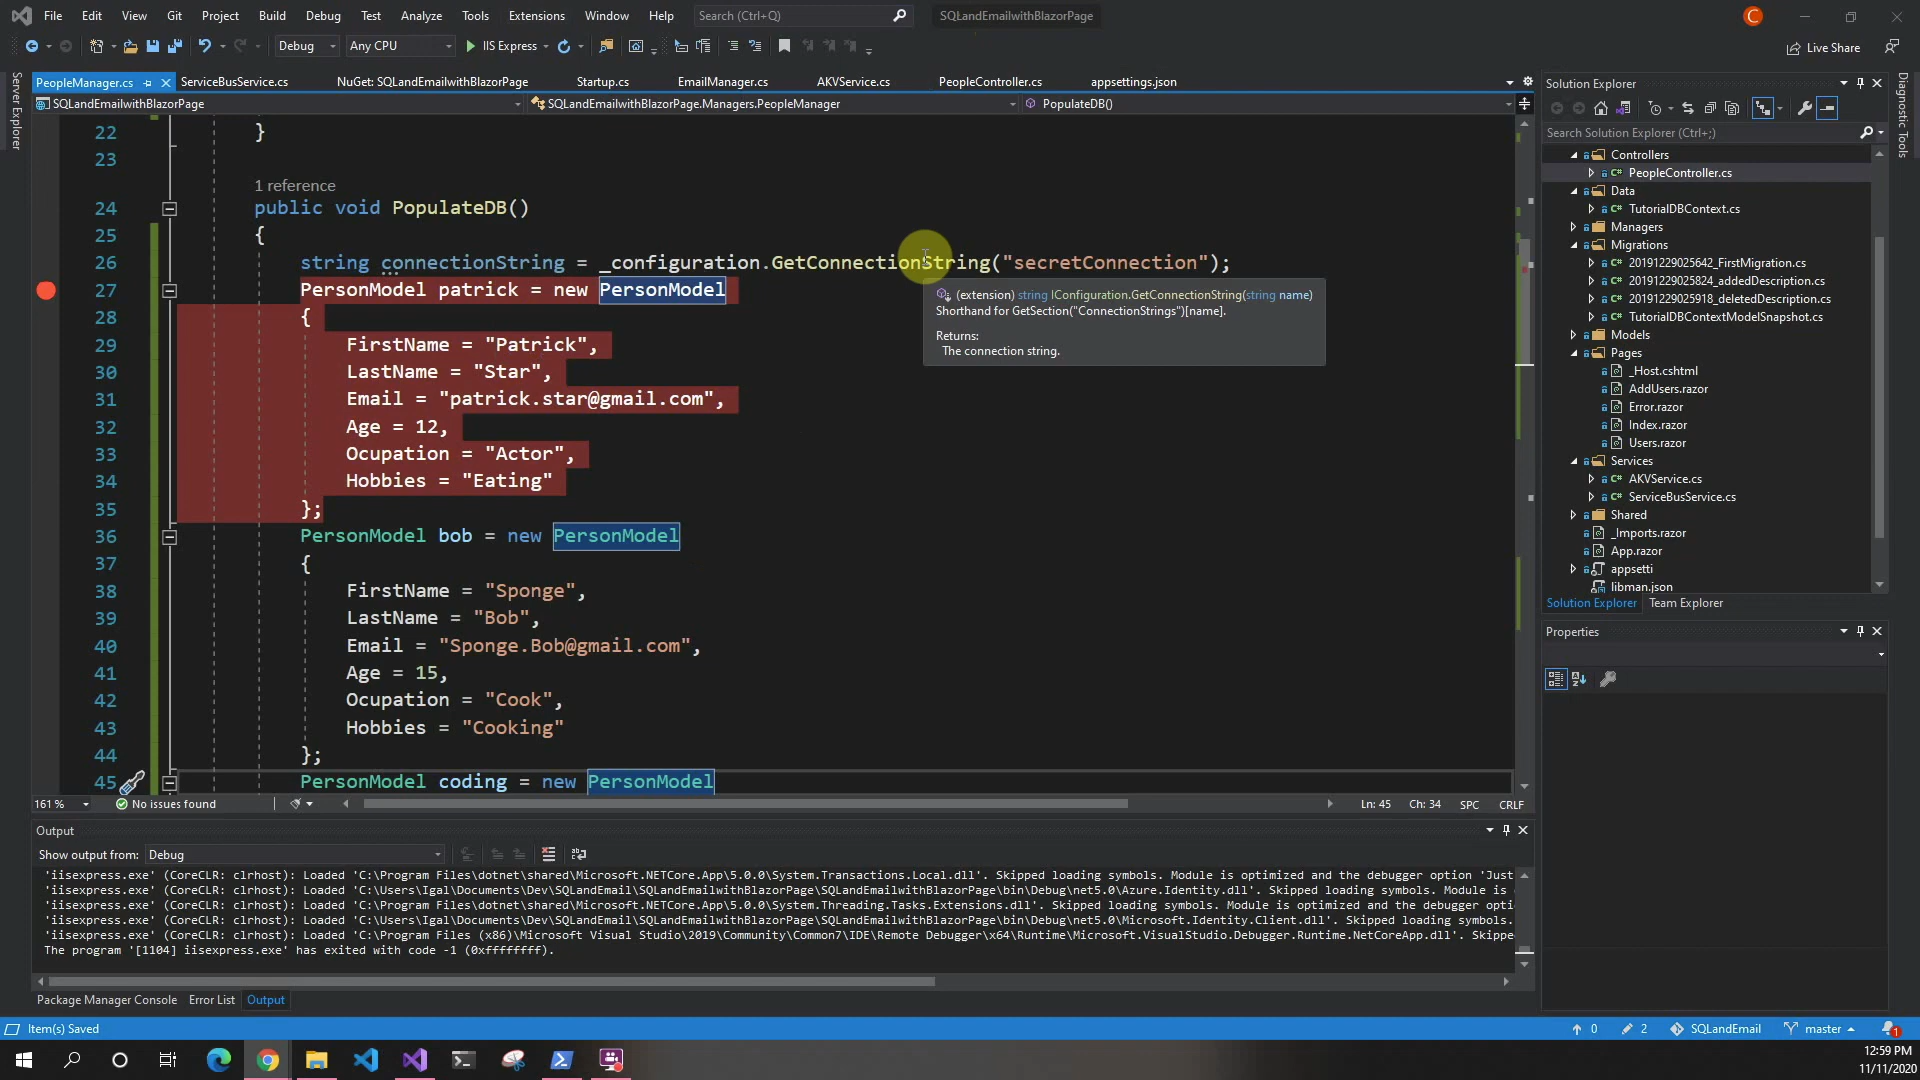 File Edit View Git Project Build Debug Test Analyze Tools Extensions Window Help Search (Ctrl+Q) SQLandEmailwithBlazorPage C
Debug Any CPU IIS Express Live Share
PeopleManager.cs ServiceBusService.cs NuGet: SQLandEmailwithBlazorPage Startup.cs EmailManager.cs AKVService.cs PeopleController.cs appsettings.json
SQLandEmailwithBlazorPage SQLandEmailwithBlazorPage.Managers.PeopleManager PopulateDB()
Server Explorer
22 }
23
1 reference
24 public void PopulateDB()
25 {
26 string connectionString = _configuration.GetConnectionString("secretConnection");
27 PersonModel patrick = new PersonModel
28 {
29 FirstName = "Patrick",
30 LastName = "Star",
31 Email = "patrick.star@gmail.com",
32 Age = 12,
33 Ocupation = "Actor",
34 Hobbies = "Eating"
35 };
36 PersonModel bob = new PersonModel
37 {
38 FirstName = "Sponge",
39 LastName = "Bob",
40 Email = "Sponge.Bob@gmail.com",
41 Age = 15,
42 Ocupation = "Cook",
43 Hobbies = "Cooking"
44 };
45 PersonModel coding = new PersonModel
(extension) string IConfiguration.GetConnectionString(string name)
Shorthand for GetSection("ConnectionStrings")[name].
Returns:
The connection string.
161 % No issues found Ln: 45 Ch: 34 SPC CRLF
Output
Show output from: Debug
'iisexpress.exe' (CoreCLR: clrhost): Loaded 'C:\Program Files\dotnet\shared\Microsoft.NETCore.App\5.0.0\System.Transactions.Local.dll'. Skipped loading symbols. Module is optimized and the debugger option 'Just
'iisexpress.exe' (CoreCLR: clrhost): Loaded 'C:\Users\Igal\Documents\Dev\SQLandEmail\SQLandEmailwithBlazorPage\SQLandEmailwithBlazorPage\bin\Debug\net5.0\Azure.Identity.dll'. Skipped loading symbols. Module is
'iisexpress.exe' (CoreCLR: clrhost): Loaded 'C:\Program Files\dotnet\shared\Microsoft.NETCore.App\5.0.0\System.Threading.Tasks.Extensions.dll'. Skipped loading symbols. Module is optimized and the debugger opti
'iisexpress.exe' (CoreCLR: clrhost): Loaded 'C:\Users\Igal\Documents\Dev\SQLandEmail\SQLandEmailwithBlazorPage\SQLandEmailwithBlazorPage\bin\Debug\net5.0\Microsoft.Identity.Client.dll'. Skipped loading symbols.
'iisexpress.exe' (CoreCLR: clrhost): Loaded 'C:\Program Files (x86)\Microsoft Visual Studio\2019\Community\Common7\IDE\Remote Debugger\x64\Runtime\Microsoft.VisualStudio.Debugger.Runtime.NetCoreApp.dll'. Skippe
The program '[1104] iisexpress.exe' has exited with code -1 (0xffffffff).
Package Manager Console Error List Output
Solution Explorer
Search Solution Explorer (Ctrl+;)
Controllers
PeopleController.cs
Data
TutorialDBContext.cs
Managers
Migrations
20191229025642_FirstMigration.cs
20191229025824_addedDescription.cs
20191229025918_deletedDescription.cs
TutorialDBContextModelSnapshot.cs
Models
Pages
_Host.cshtml
AddUsers.razor
Error.razor
Index.razor
Users.razor
Services
AKVService.cs
ServiceBusService.cs
Shared
_Imports.razor
App.razor
appsetti
libman.json
Solution Explorer Team Explorer
Properties
Diagnostic Tools
Item(s) Saved 0 2 SQLandEmail master 1
12:59 PM
11/11/2020